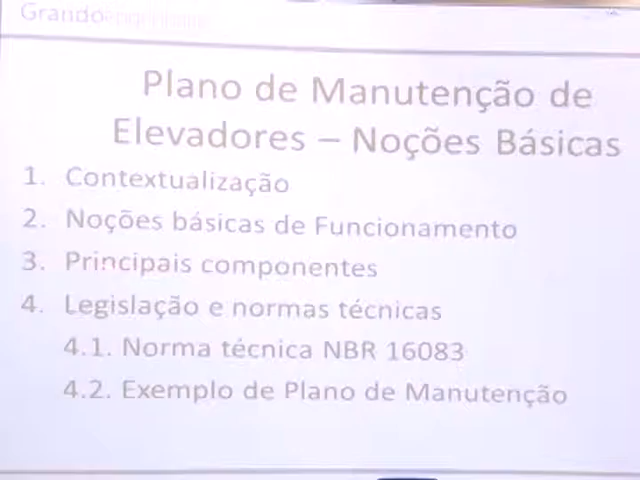 Grando
Plano de Manutenção de
Elevadores – Noções Básicas
1. Contextualização
2. Noções básicas de Funcionamento
3. Principais componentes
4. Legislação e normas técnicas
4.1. Norma técnica NBR 16083
4.2. Exemplo de Plano de Manutenção